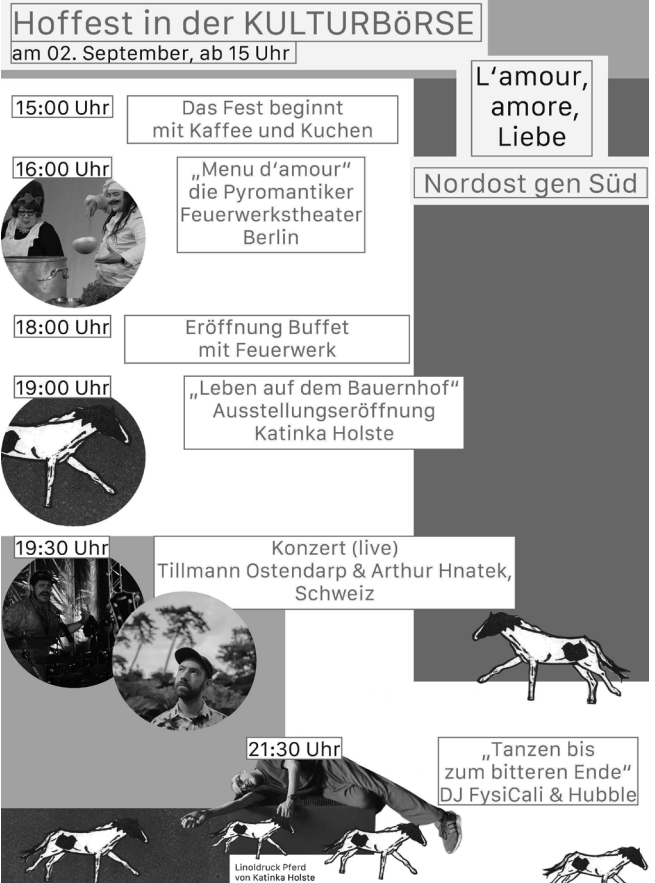 Hoffest in der KULTURBöRSE
am 02. September, ab 15 Uhr
L‘amour,
amore,
Liebe
Nordost gen Süd
15:00 Uhr
Das Fest beginnt
mit Kaffee und Kuchen
16:00 Uhr
„Menu d‘amour“
die Pyromantiker
Feuerwerkstheater
Berlin
18:00 Uhr
Eröffnung Buffet
mit Feuerwerk
19:00 Uhr
„Leben auf dem Bauernhof“
Ausstellungseröffnung
Katinka Holste
19:30 Uhr
Konzert (live)
Tillmann Ostendarp & Arthur Hnatek,
Schweiz
21:30 Uhr
„Tanzen bis
zum bitteren Ende“
DJ FysiCali & Hubble
Linoldruck Pferd
von Katinka Holste